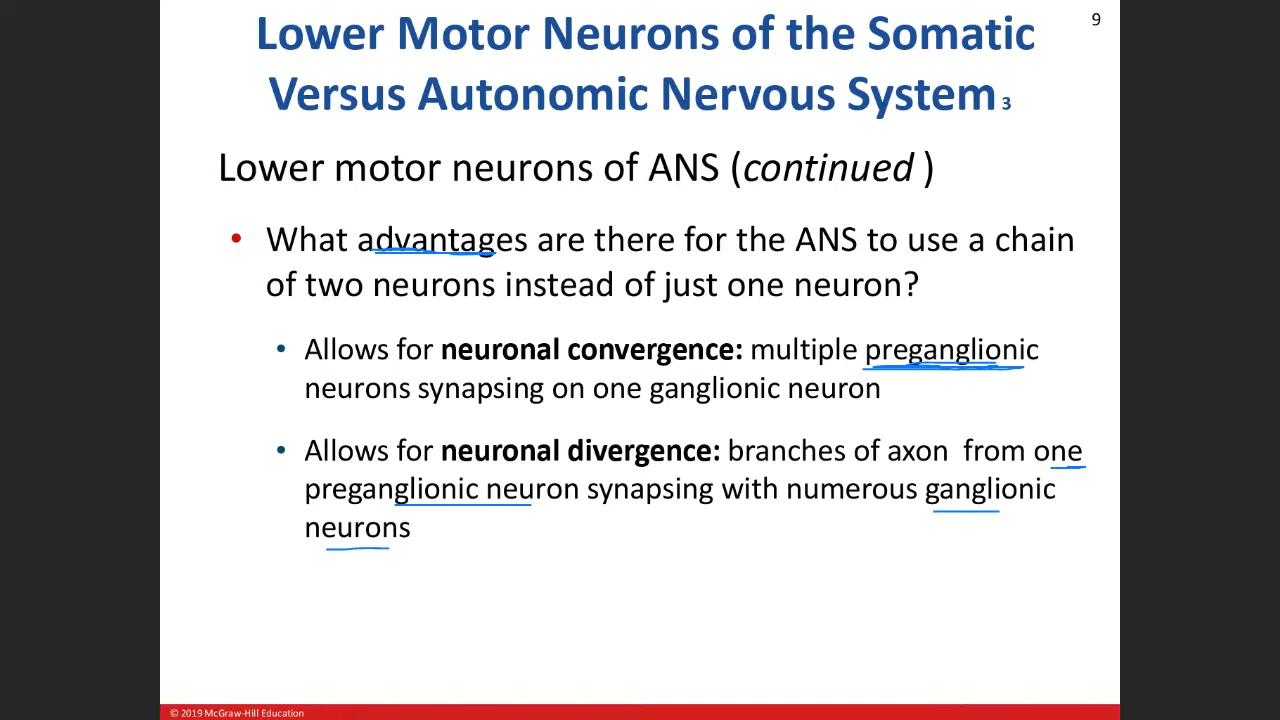 9
Lower Motor Neurons of the Somatic
Versus Autonomic Nervous System 3
Lower motor neurons of ANS (continued )
• What advantages are there for the ANS to use a chain
of two neurons instead of just one neuron?
• Allows for neuronal convergence: multiple preganglionic
neurons synapsing on one ganglionic neuron
• Allows for neuronal divergence: branches of axon from one
preganglionic neuron synapsing with numerous ganglionic
neurons
© 2019 McGraw-Hill Education